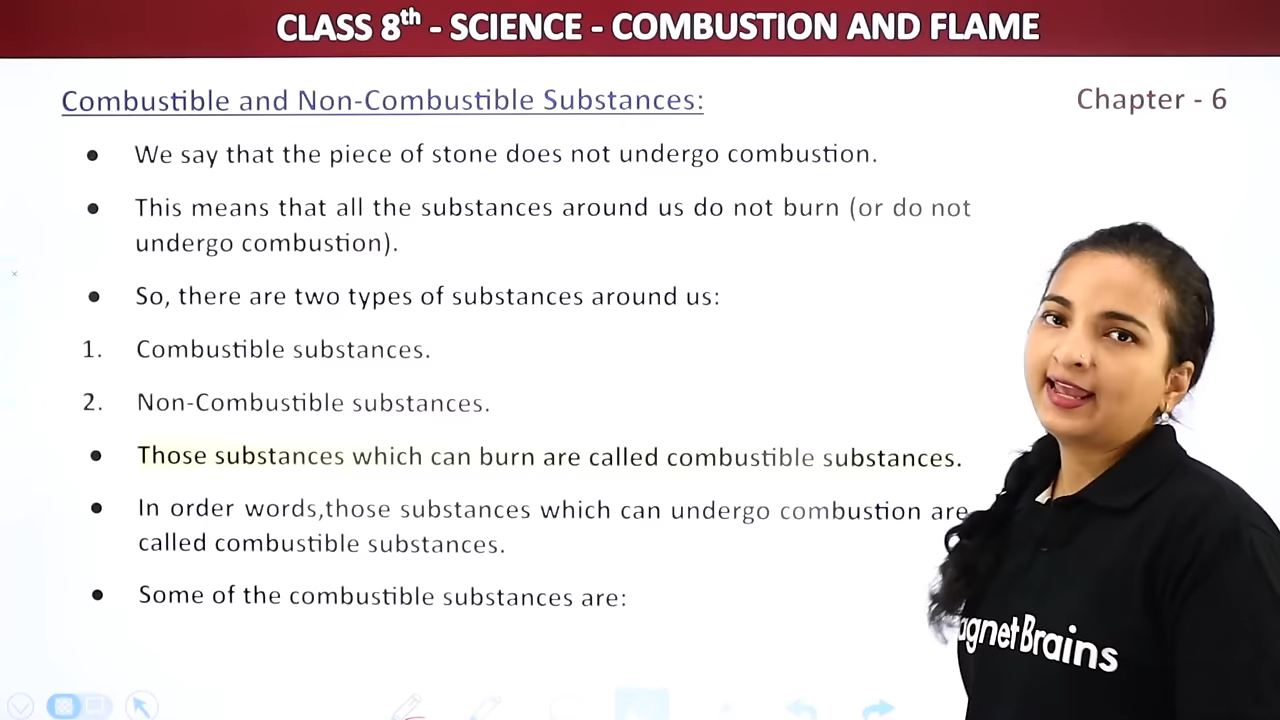 CLASS 8th - SCIENCE - COMBUSTION AND FLAME
Combustible and Non-Combustible Substances:
Chapter - 6
• We say that the piece of stone does not undergo combustion.
• This means that all the substances around us do not burn (or do not
undergo combustion).
• So, there are two types of substances around us:
1. Combustible substances.
2. Non-Combustible substances.
• Those substances which can burn are called combustible substances.
• In order words,those substances which can undergo combustion are
called combustible substances.
• Some of the combustible substances are:
agnetBrains